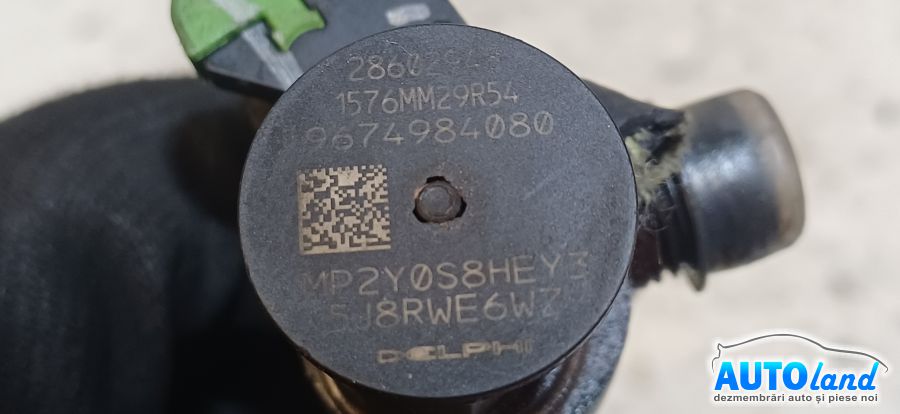 1576MM29R54
9674984080
MP2Y0S8HEY3
5J8RWE6WZ
DELPHI
AUTOland
dezmembrări auto și piese noi